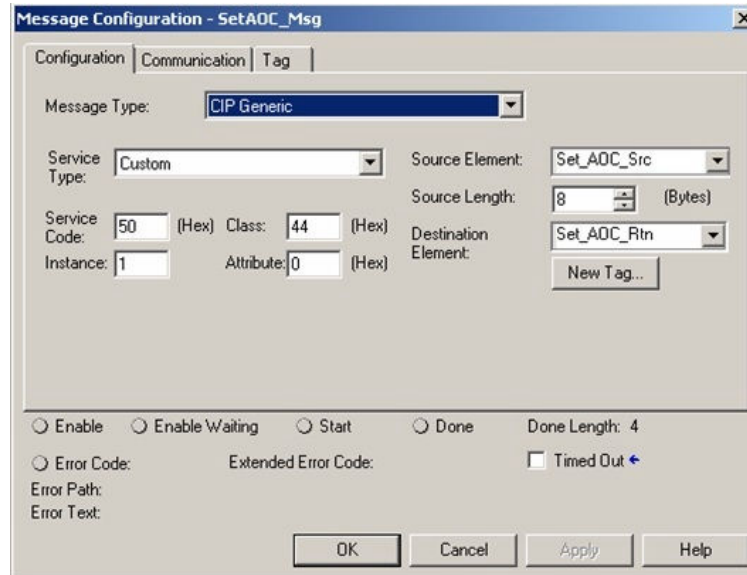 Message Configuration - SetAOC_Msg
Configuration Communication Tag
Message Type: CIP Generic
Service Type: Custom
Source Element: Set_AOC_Src
Source Length: 8 (Bytes)
Service Code: 50 (Hex) Class: 44 (Hex)
Destination Element: Set_AOC_Rtn
Instance: 1 Attribute: 0 (Hex)
New Tag...
Enable Enable Waiting Start Done Done Length: 4
Error Code: Extended Error Code: Timed Out
Error Path:
Error Text:
OK Cancel Apply Help